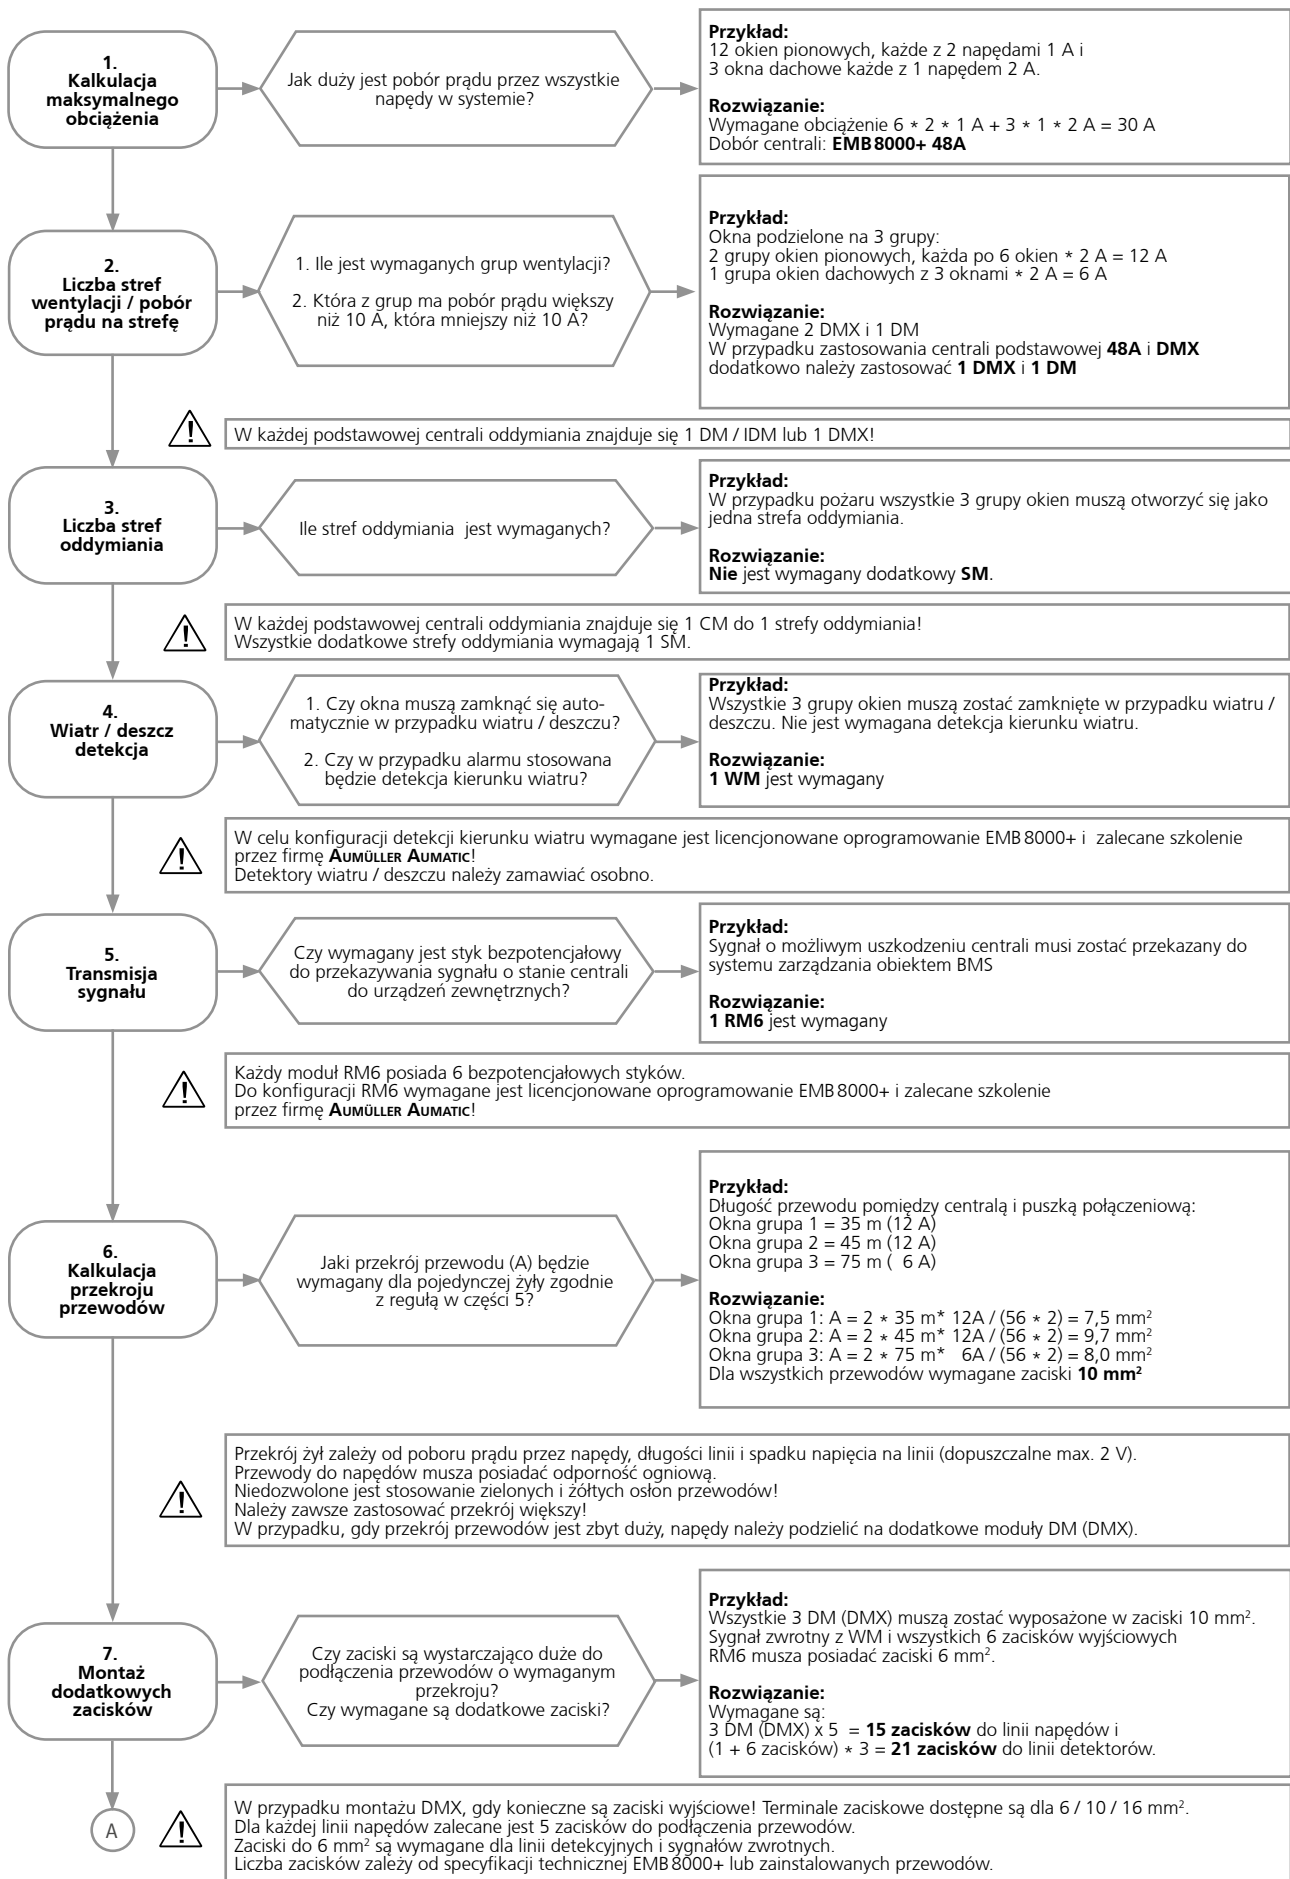 1.
Kalkulacja
maksymalnego
obciążenia
Jak duży jest pobór prądu przez wszystkie
napędy w systemie?
Przykład:
12 okien pionowych, każde z 2 napędami 1 A i
3 okna dachowe każde z 1 napędem 2 A.
Rozwiązanie:
Wymagane obciążenie 6 * 2 * 1 A + 3 * 1 * 2 A = 30 A
Dobór centrali: EMB 8000+ 48A
2.
Liczba stref
wentylacji / pobór
prądu na strefę
1. Ile jest wymaganych grup wentylacji?
2. Która z grup ma pobór prądu większy
niż 10 A, która mniejszy niż 10 A?
Przykład:
Okna podzielone na 3 grupy:
2 grupy okien pionowych, każda po 6 okien * 2 A = 12 A
1 grupa okien dachowych z 3 oknami * 2 A = 6 A
Rozwiązanie:
Wymagane 2 DMX i 1 DM
W przypadku zastosowania centrali podstawowej 48A i DMX
dodatkowo należy zastosować 1 DMX i 1 DM
W każdej podstawowej centrali oddymiania znajduje się 1 DM / IDM lub 1 DMX!
3.
Liczba stref
oddymiania
Ile stref oddymiania jest wymaganych?
Przykład:
W przypadku pożaru wszystkie 3 grupy okien muszą otworzyć się jako
jedna strefa oddymiania.
Rozwiązanie:
Nie jest wymagany dodatkowy SM.
W każdej podstawowej centrali oddymiania znajduje się 1 CM do 1 strefy oddymiania!
Wszystkie dodatkowe strefy oddymiania wymagają 1 SM.
4.
Wiatr / deszcz
detekcja
1. Czy okna muszą zamknąć się auto-
matycznie w przypadku wiatru / deszczu?
2. Czy w przypadku alarmu stosowana
będzie detekcja kierunku wiatru?
Przykład:
Wszystkie 3 grupy okien muszą zostać zamknięte w przypadku wiatru /
deszczu. Nie jest wymagana detekcja kierunku wiatru.
Rozwiązanie:
1 WM jest wymagany
W celu konfiguracji detekcji kierunku wiatru wymagane jest licencjonowane oprogramowanie EMB 8000+ i zalecane szkolenie
przez firmę AUMÜLLER AUMATIC!
Detektory wiatru / deszczu należy zamawiać osobno.
5.
Transmisja
sygnału
Czy wymagany jest styk bezpotencjałowy
do przekazywania sygnału o stanie centrali
do urządzeń zewnętrznych?
Przykład:
Sygnał o możliwym uszkodzeniu centrali musi zostać przekazany do
systemu zarządzania obiektem BMS
Rozwiązanie:
1 RM6 jest wymagany
Każdy moduł RM6 posiada 6 bezpotencjałowych styków.
Do konfiguracji RM6 wymagane jest licencjonowane oprogramowanie EMB 8000+ i zalecane szkolenie
przez firmę AUMÜLLER AUMATIC!
6.
Kalkulacja
przekroju
przewodów
Jaki przekrój przewodu (A) będzie
wymagany dla pojedynczej żyły zgodnie
z regułą w części 5?
Przykład:
Długość przewodu pomiędzy centralą i puszką połączeniową:
Okna grupa 1 = 35 m (12 A)
Okna grupa 2 = 45 m (12 A)
Okna grupa 3 = 75 m ( 6 A)
Rozwiązanie:
Okna grupa 1: A = 2 * 35 m* 12A / (56 * 2) = 7,5 mm²
Okna grupa 2: A = 2 * 45 m* 12A / (56 * 2) = 9,7 mm²
Okna grupa 3: A = 2 * 75 m* 6A / (56 * 2) = 8,0 mm²
Dla wszystkich przewodów wymagane zaciski 10 mm²
Przekrój żył zależy od poboru prądu przez napędy, długości linii i spadku napięcia na linii (dopuszczalne max. 2 V).
Przewody do napędów musza posiadać odporność ogniową.
Niedozwolone jest stosowanie zielonych i żółtych osłon przewodów!
Należy zawsze zastosować przekrój większy!
W przypadku, gdy przekrój przewodów jest zbyt duży, napędy należy podzielić na dodatkowe moduły DM (DMX).
7.
Montaż
dodatkowych
zacisków
Czy zaciski są wystarczająco duże do
podłączenia przewodów o wymaganym
przekroju?
Czy wymagane są dodatkowe zaciski?
Przykład:
Wszystkie 3 DM (DMX) muszą zostać wyposażone w zaciski 10 mm².
Sygnał zwrotny z WM i wszystkich 6 zacisków wyjściowych
RM6 musza posiadać zaciski 6 mm².
Rozwiązanie:
Wymagane są:
3 DM (DMX) x 5 = 15 zacisków do linii napędów i
(1 + 6 zacisków) * 3 = 21 zacisków do linii detektorów.
A
W przypadku montażu DMX, gdy konieczne są zaciski wyjściowe! Terminale zaciskowe dostępne są dla 6 / 10 / 16 mm².
Dla każdej linii napędów zalecane jest 5 zacisków do podłączenia przewodów.
Zaciski do 6 mm² są wymagane dla linii detekcyjnych i sygnałów zwrotnych.
Liczba zacisków zależy od specyfikacji technicznej EMB 8000+ lub zainstalowanych przewodów.